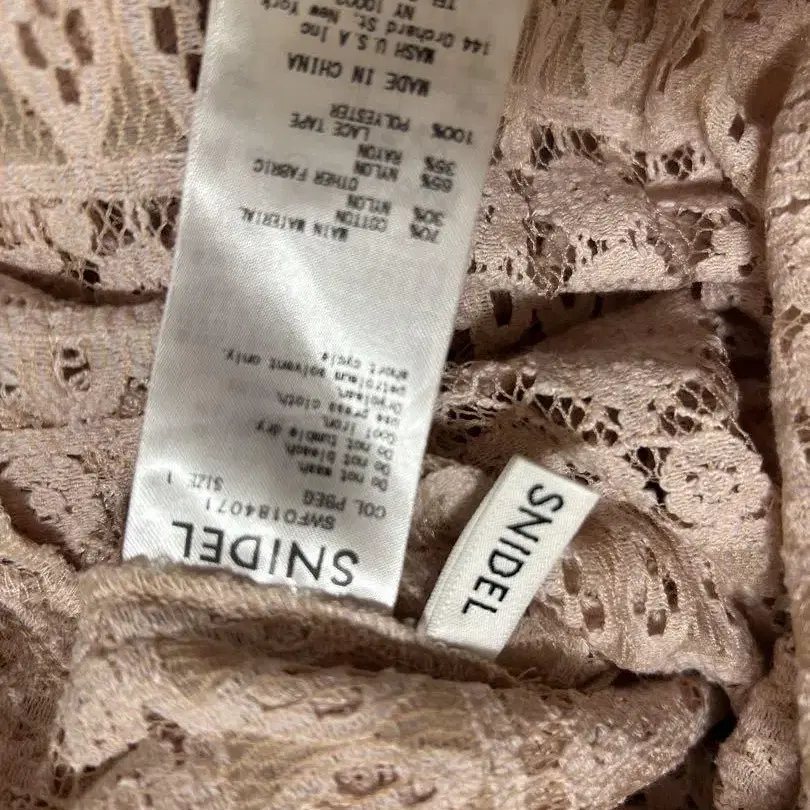 SNIDEL
SWFO184071
COL PBEG SIZE 1
Do not wash
Do not bleach
Do not tumble dry.
Cool iron.
use press cloth.
Dryclean.
petroleum solvent only.
short cycle
MAIN MATERIAL
70% COTTON
30% NYLON
OTHER FABRIC
65% NYLON
35% RAYON
LACE TAPE
100% POLYESTER
MADE IN CHINA
MASH U S A Inc
144 Orchard St. New York
NY 10002
TEL
SNIDEL